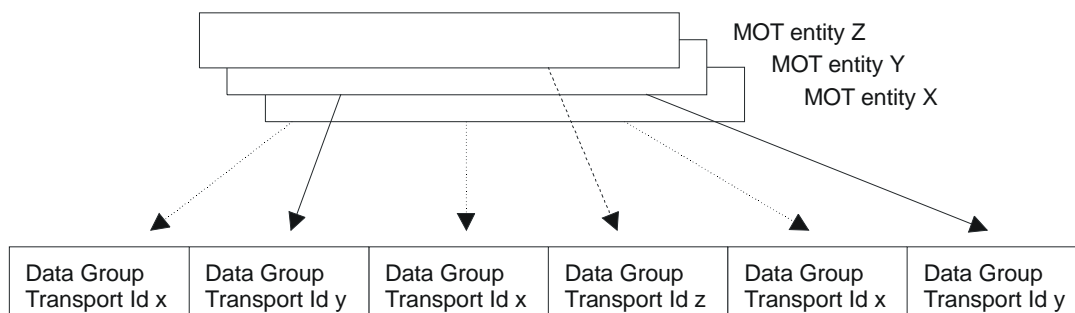 MOT entity Z
MOT entity Y
MOT entity X
Data Group
Transport Id x
Data Group
Transport Id y
Data Group
Transport Id x
Data Group
Transport Id z
Data Group
Transport Id x
Data Group
Transport Id y